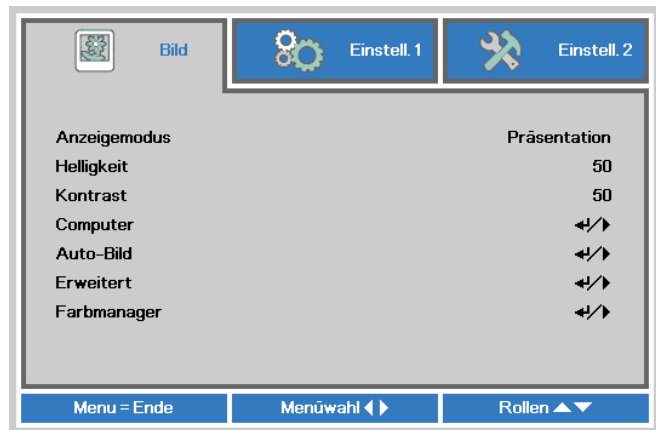 Bild Einstell. 1 Einstell. 2
Anzeigemodus Präsentation
Helligkeit 50
Kontrast 50
Computer ↵/▶
Auto-Bild ↵/▶
Erweitert ↵/▶
Farbmanager ↵/▶
Menu = Ende Menüwahl ◀▶ Rollen ▲▼